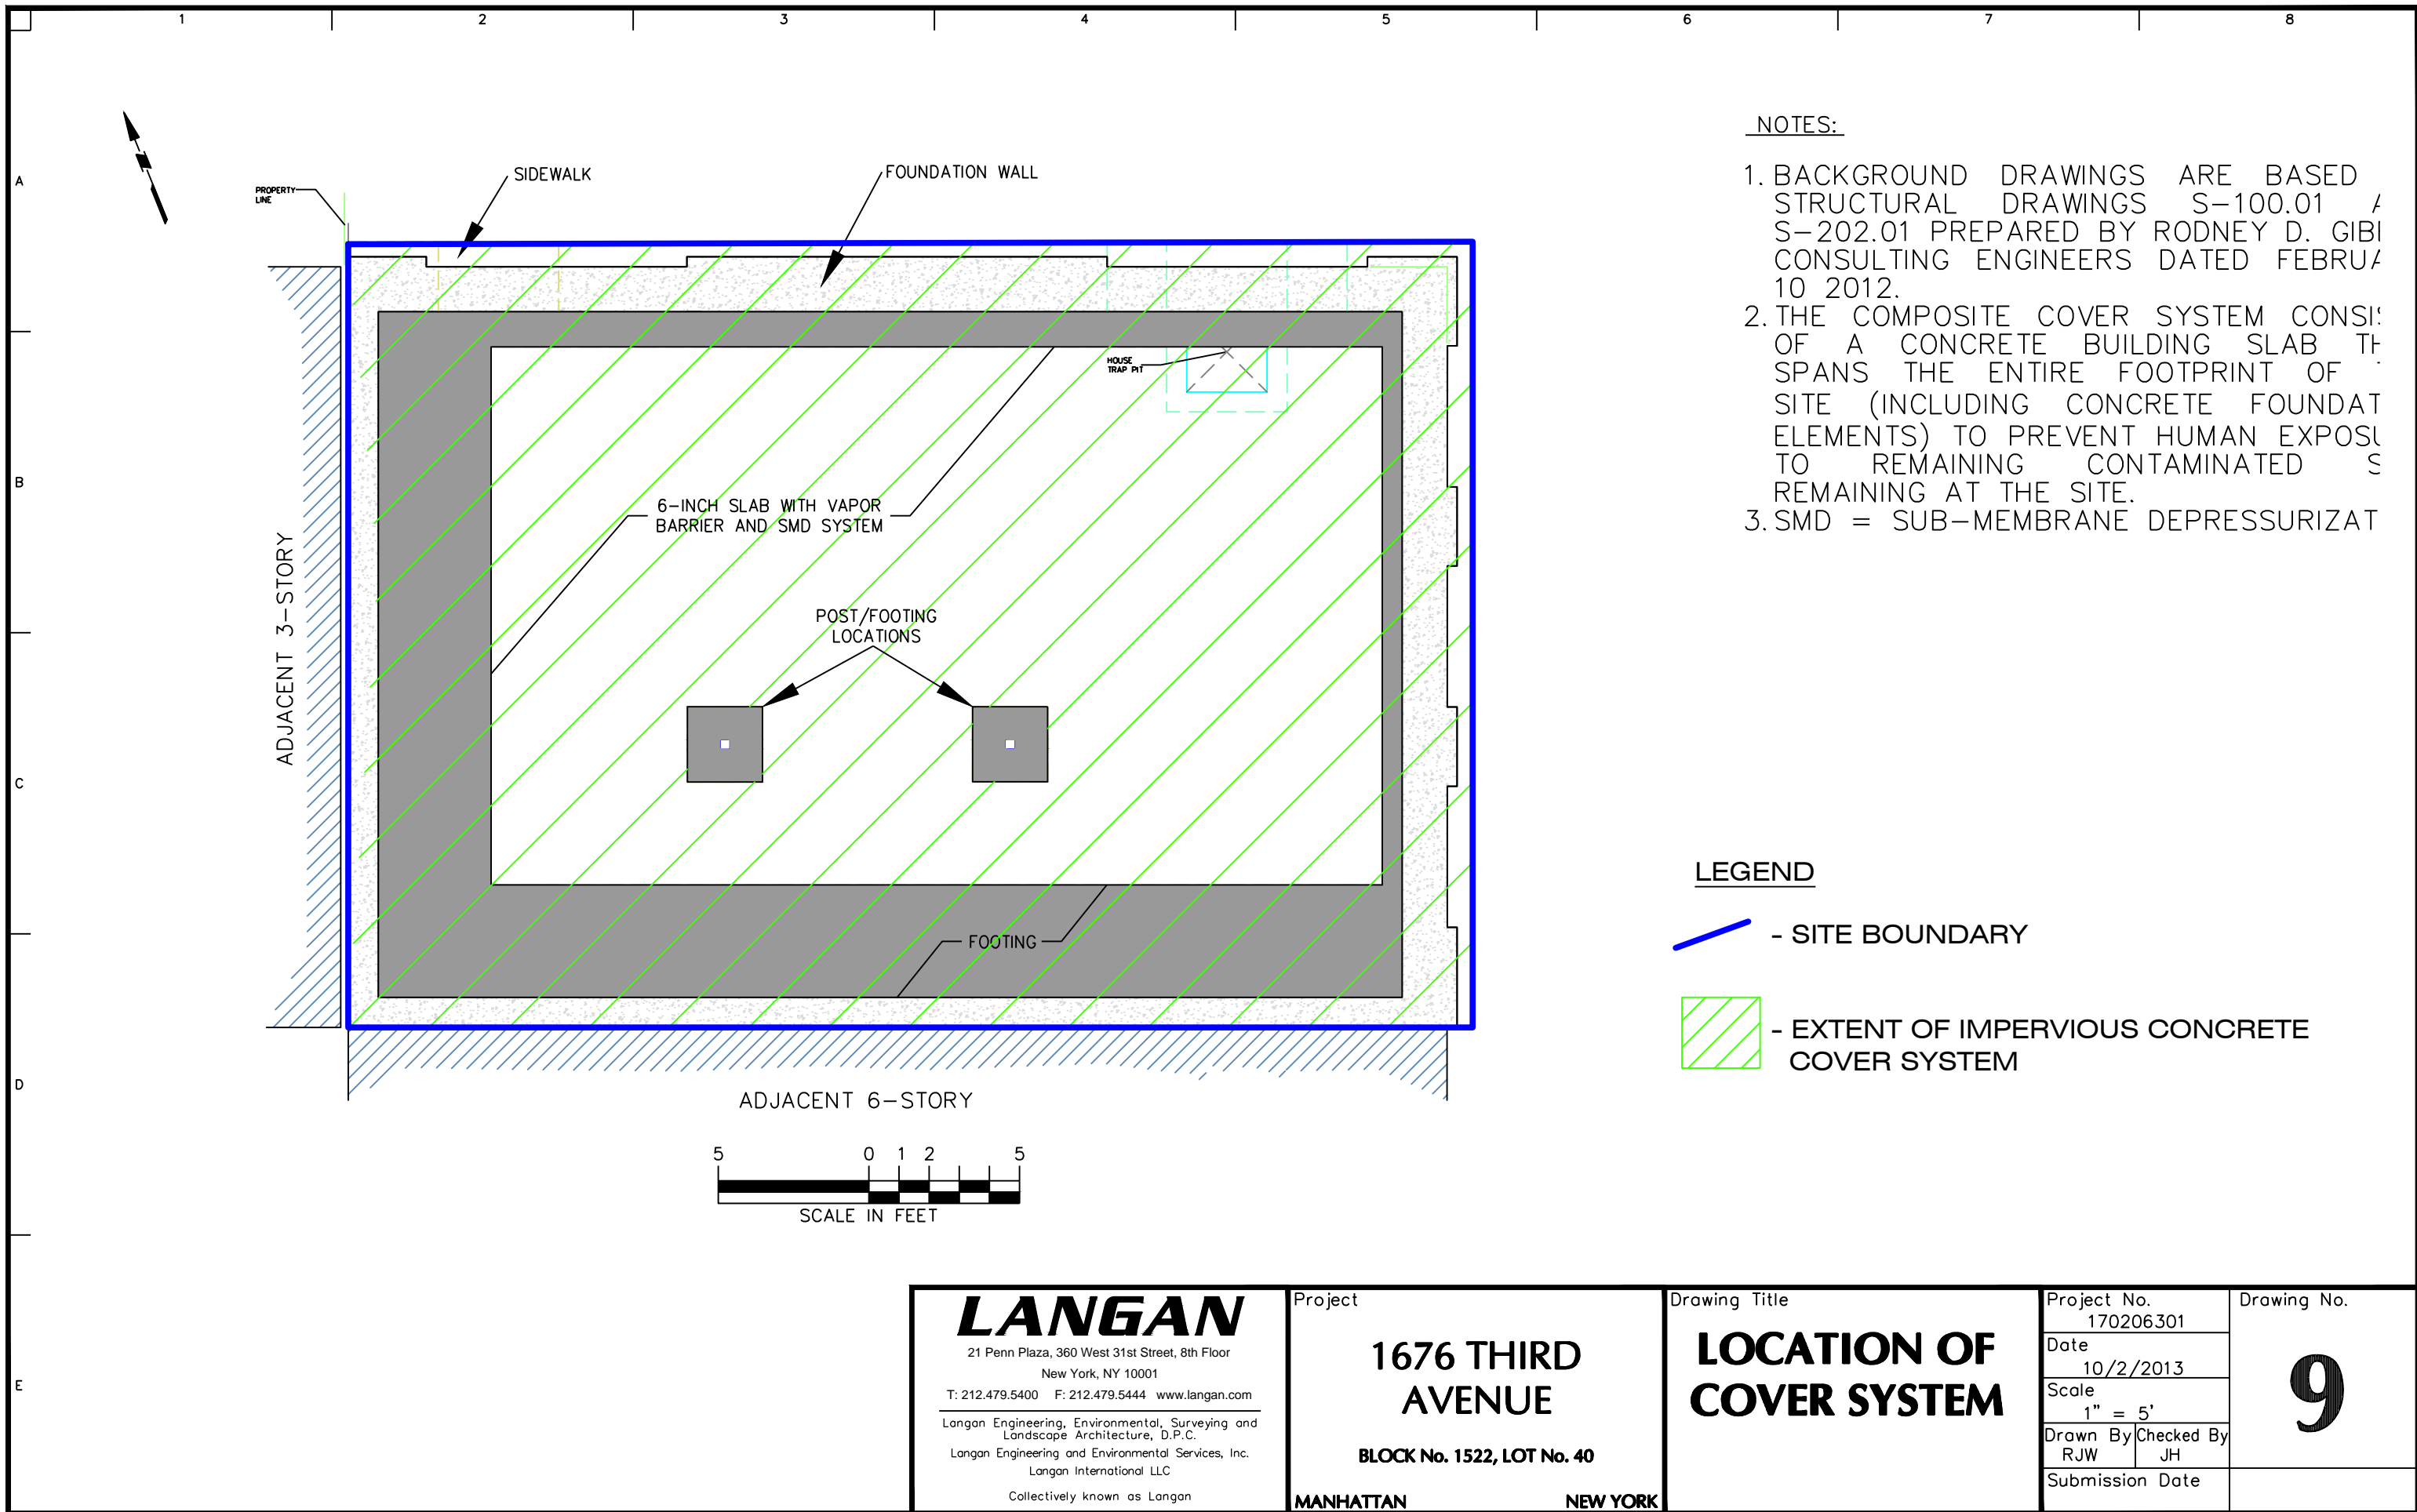 1 2 3 4 5 6 7 8
A
B
C
D
E
PROPERTY
LINE
SIDEWALK
FOUNDATION WALL
HOUSE
TRAP PIT
6-INCH SLAB WITH VAPOR
BARRIER AND SMD SYSTEM
POST/FOOTING
LOCATIONS
ADJACENT 3-STORY
FOOTING
ADJACENT 6-STORY
5 0 1 2 5
SCALE IN FEET
NOTES:
1. BACKGROUND DRAWINGS ARE BASED
STRUCTURAL DRAWINGS S-100.01
S-202.01 PREPARED BY RODNEY D. GIB
CONSULTING ENGINEERS DATED FEBRUA
10 2012.
2. THE COMPOSITE COVER SYSTEM CONSIS
OF A CONCRETE BUILDING SLAB TH
SPANS THE ENTIRE FOOTPRINT OF
SITE (INCLUDING CONCRETE FOUNDAT
ELEMENTS) TO PREVENT HUMAN EXPOSU
TO REMAINING CONTAMINATED S
REMAINING AT THE SITE.
3. SMD = SUB-MEMBRANE DEPRESSURIZAT
LEGEND
- SITE BOUNDARY
- EXTENT OF IMPERVIOUS CONCRETE
COVER SYSTEM
LANGAN
21 Penn Plaza, 360 West 31st Street, 8th Floor
New York, NY 10001
T: 212.479.5400 F: 212.479.5444 www.langan.com
Langan Engineering, Environmental, Surveying and
Landscape Architecture, D.P.C.
Langan Engineering and Environmental Services, Inc.
Langan International LLC
Collectively known as Langan
Project
1676 THIRD
AVENUE
BLOCK No. 1522, LOT No. 40
MANHATTAN NEW YORK
Drawing Title
LOCATION OF
COVER SYSTEM
Project No.
170206301
Date
10/2/2013
Scale
1" = 5'
Drawn By Checked By
RJW JH
Submission Date
Drawing No.
9